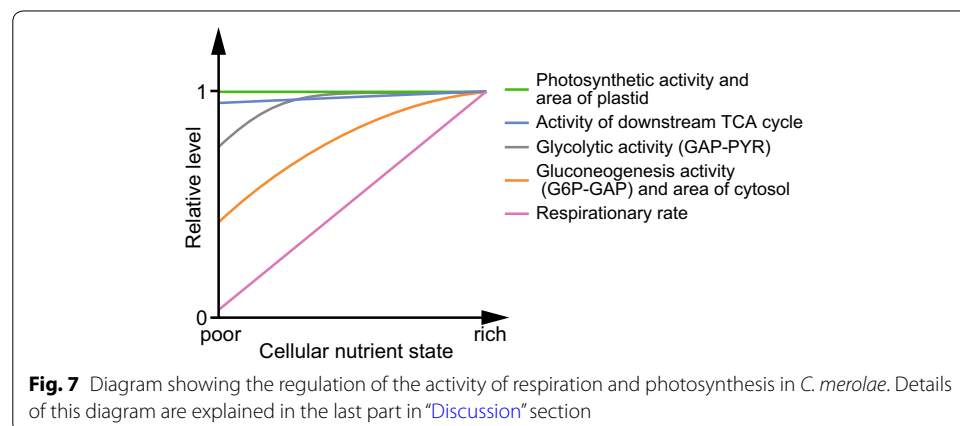 1
Relative level
0
poor
rich
Cellular nutrient state
Photosynthetic activity and
area of plastid
Activity of downstream TCA cycle
Glycolytic activity (GAP-PYR)
Gluconeogenesis activity
(G6P-GAP) and area of cytosol
Respirationary rate
Fig. 7 Diagram showing the regulation of the activity of respiration and photosynthesis in C. merolae. Details
of this diagram are explained in the last part in “Discussion” section